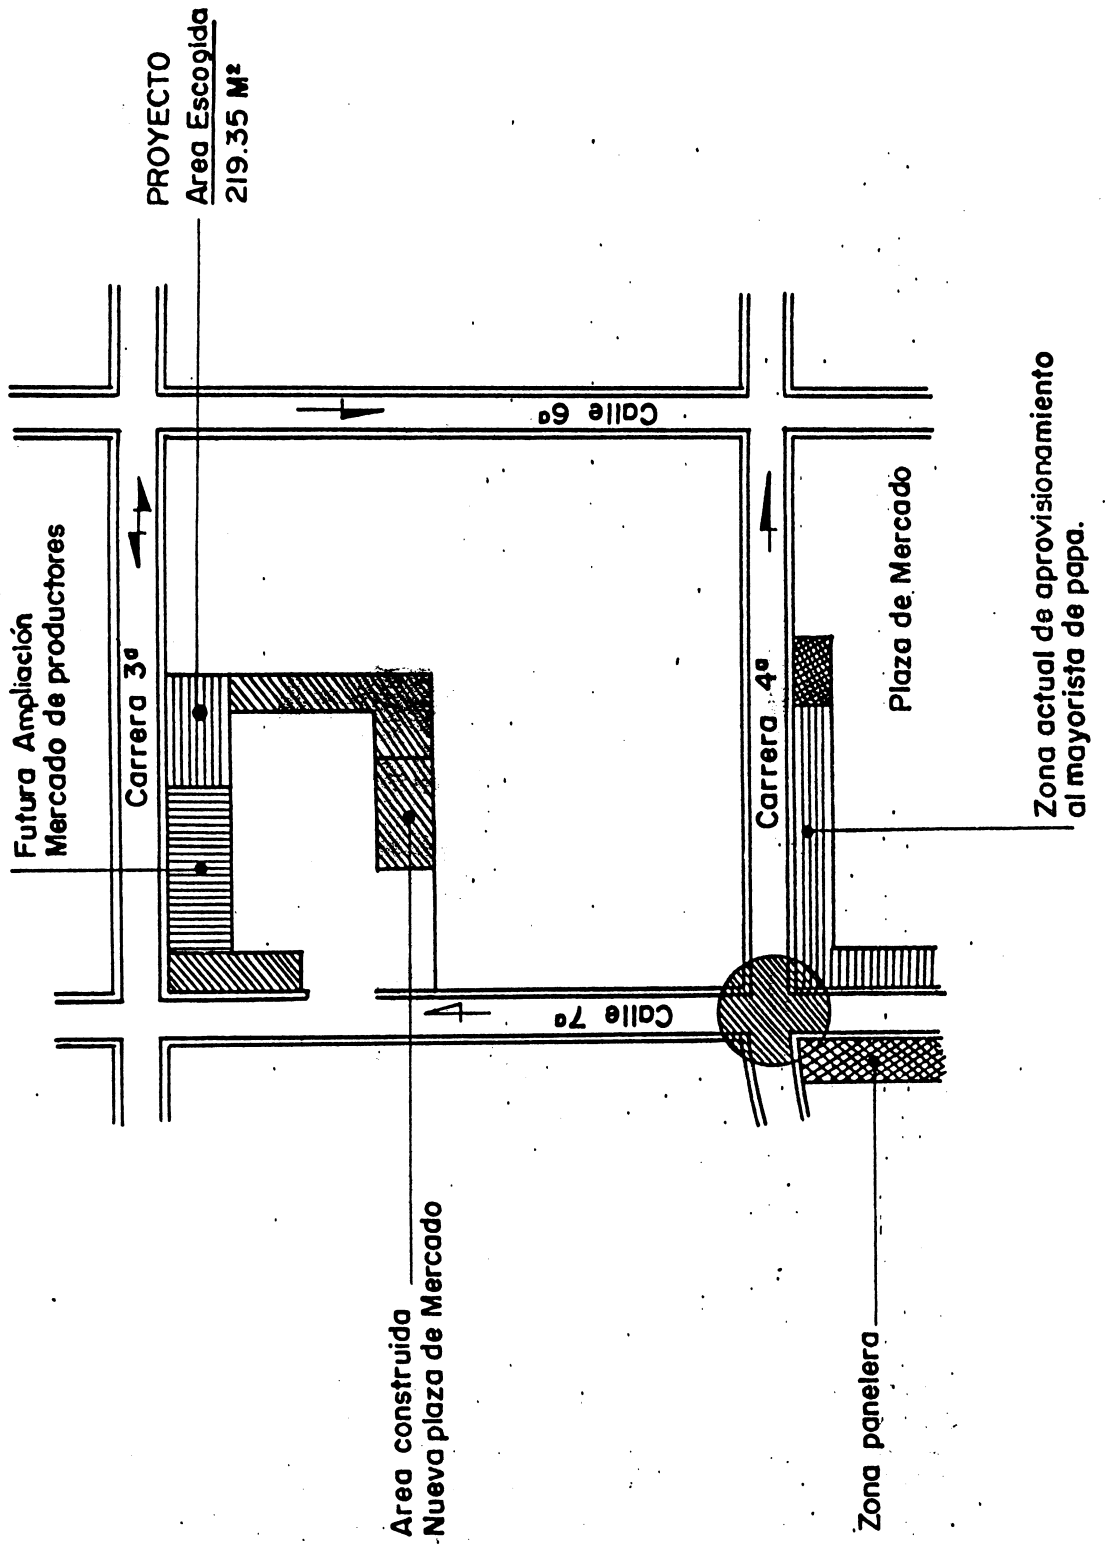 PROYECTO
Area Escogida
219.35 M²
Futura Ampliación
Mercado de productores
Carrera 3ª
Calle 6ª
Carrera 4ª
Plaza de Mercado
Zona actual de aprovisionamiento
al mayorista de papa.
Calle 7ª
Area construida
Nueva plaza de Mercado
Zona panelera